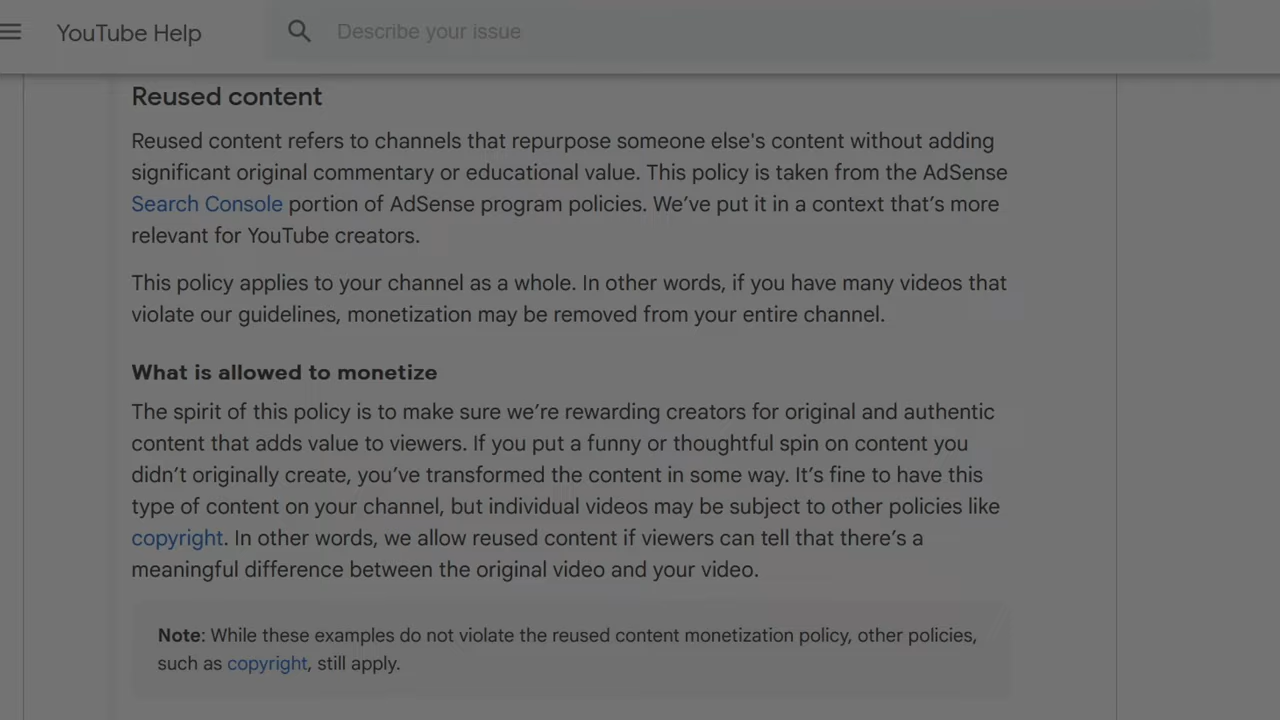 YouTube Help
Describe your issue
Reused content
Reused content refers to channels that repurpose someone else's content without adding
significant original commentary or educational value. This policy is taken from the AdSense
Search Console portion of AdSense program policies. We’ve put it in a context that’s more
relevant for YouTube creators.
This policy applies to your channel as a whole. In other words, if you have many videos that
violate our guidelines, monetization may be removed from your entire channel.
What is allowed to monetize
The spirit of this policy is to make sure we’re rewarding creators for original and authentic
content that adds value to viewers. If you put a funny or thoughtful spin on content you
didn’t originally create, you’ve transformed the content in some way. It’s fine to have this
type of content on your channel, but individual videos may be subject to other policies like
copyright. In other words, we allow reused content if viewers can tell that there’s a
meaningful difference between the original video and your video.
Note: While these examples do not violate the reused content monetization policy, other policies,
such as copyright, still apply.